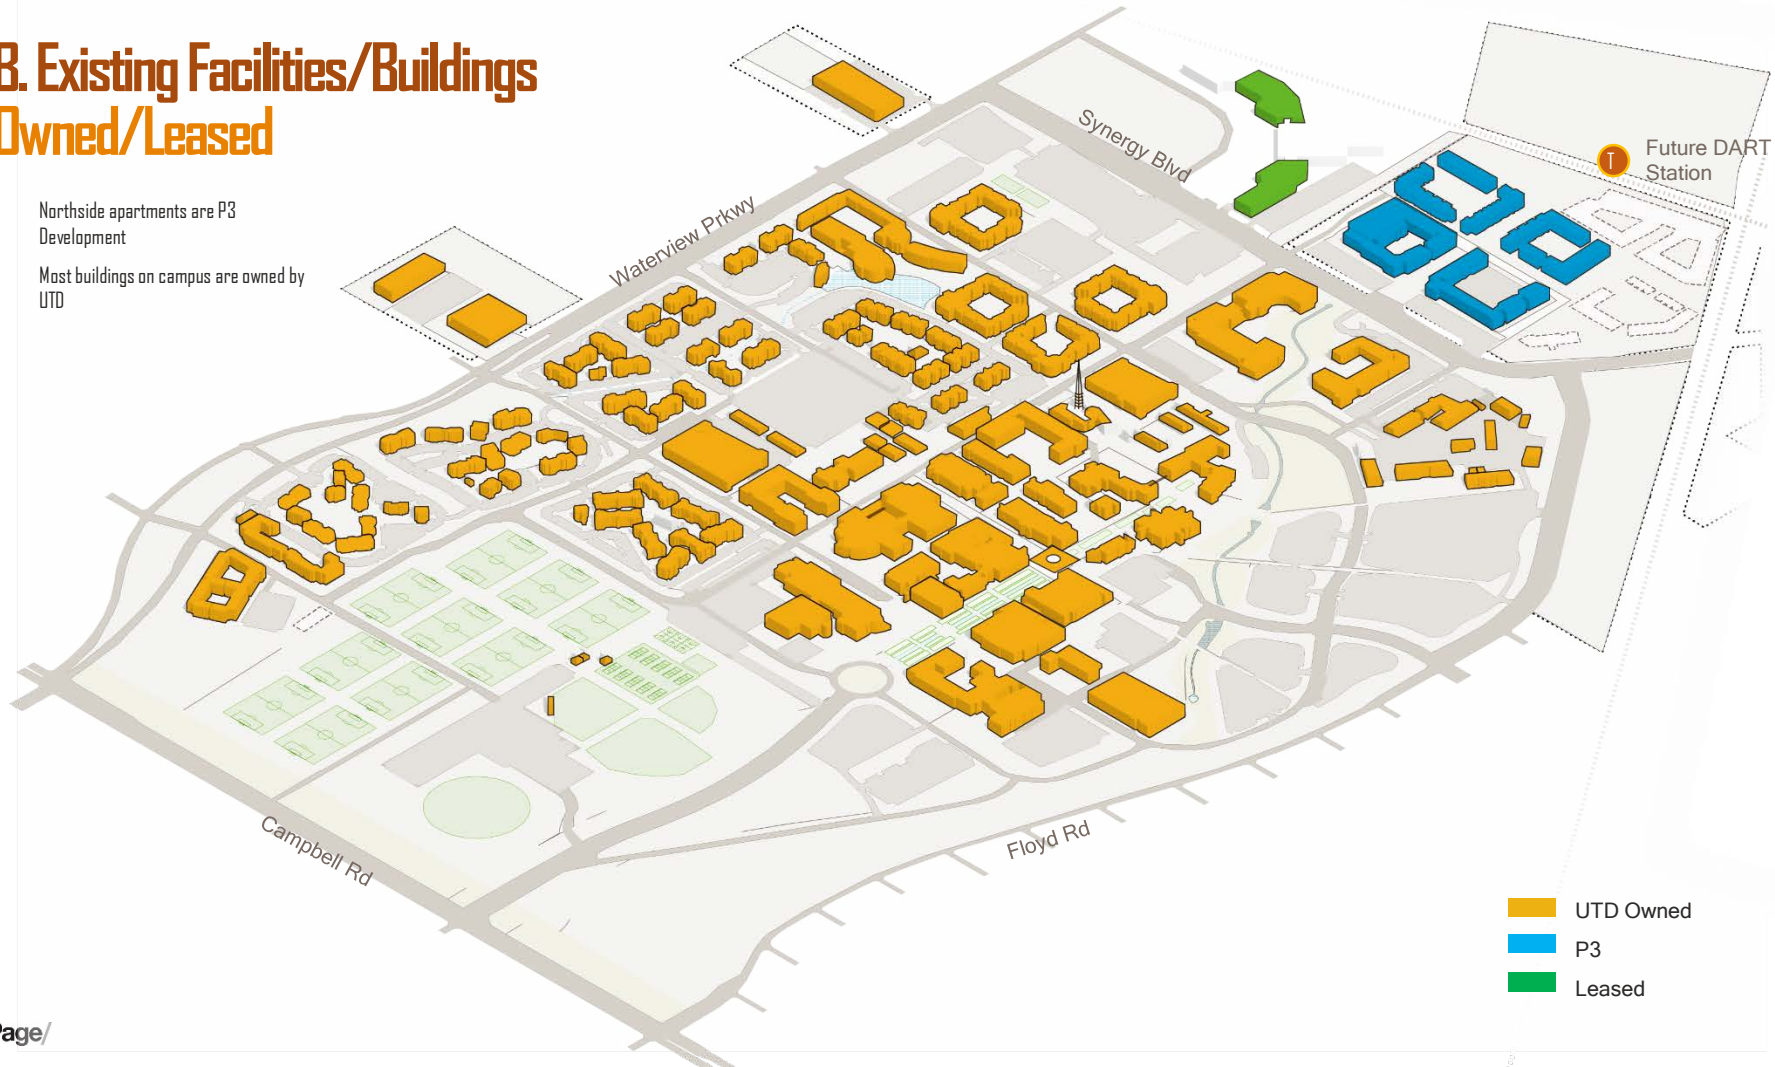 B. Existing Facilities/Buildings
Owned/Leased
Northside apartments are P3
Development
Most buildings on campus are owned by
UTD
Waterview Prkwy
Synergy Blvd
Future DART
Station
T
Campbell Rd
Floyd Rd
UTD Owned
P3
Leased
Page/